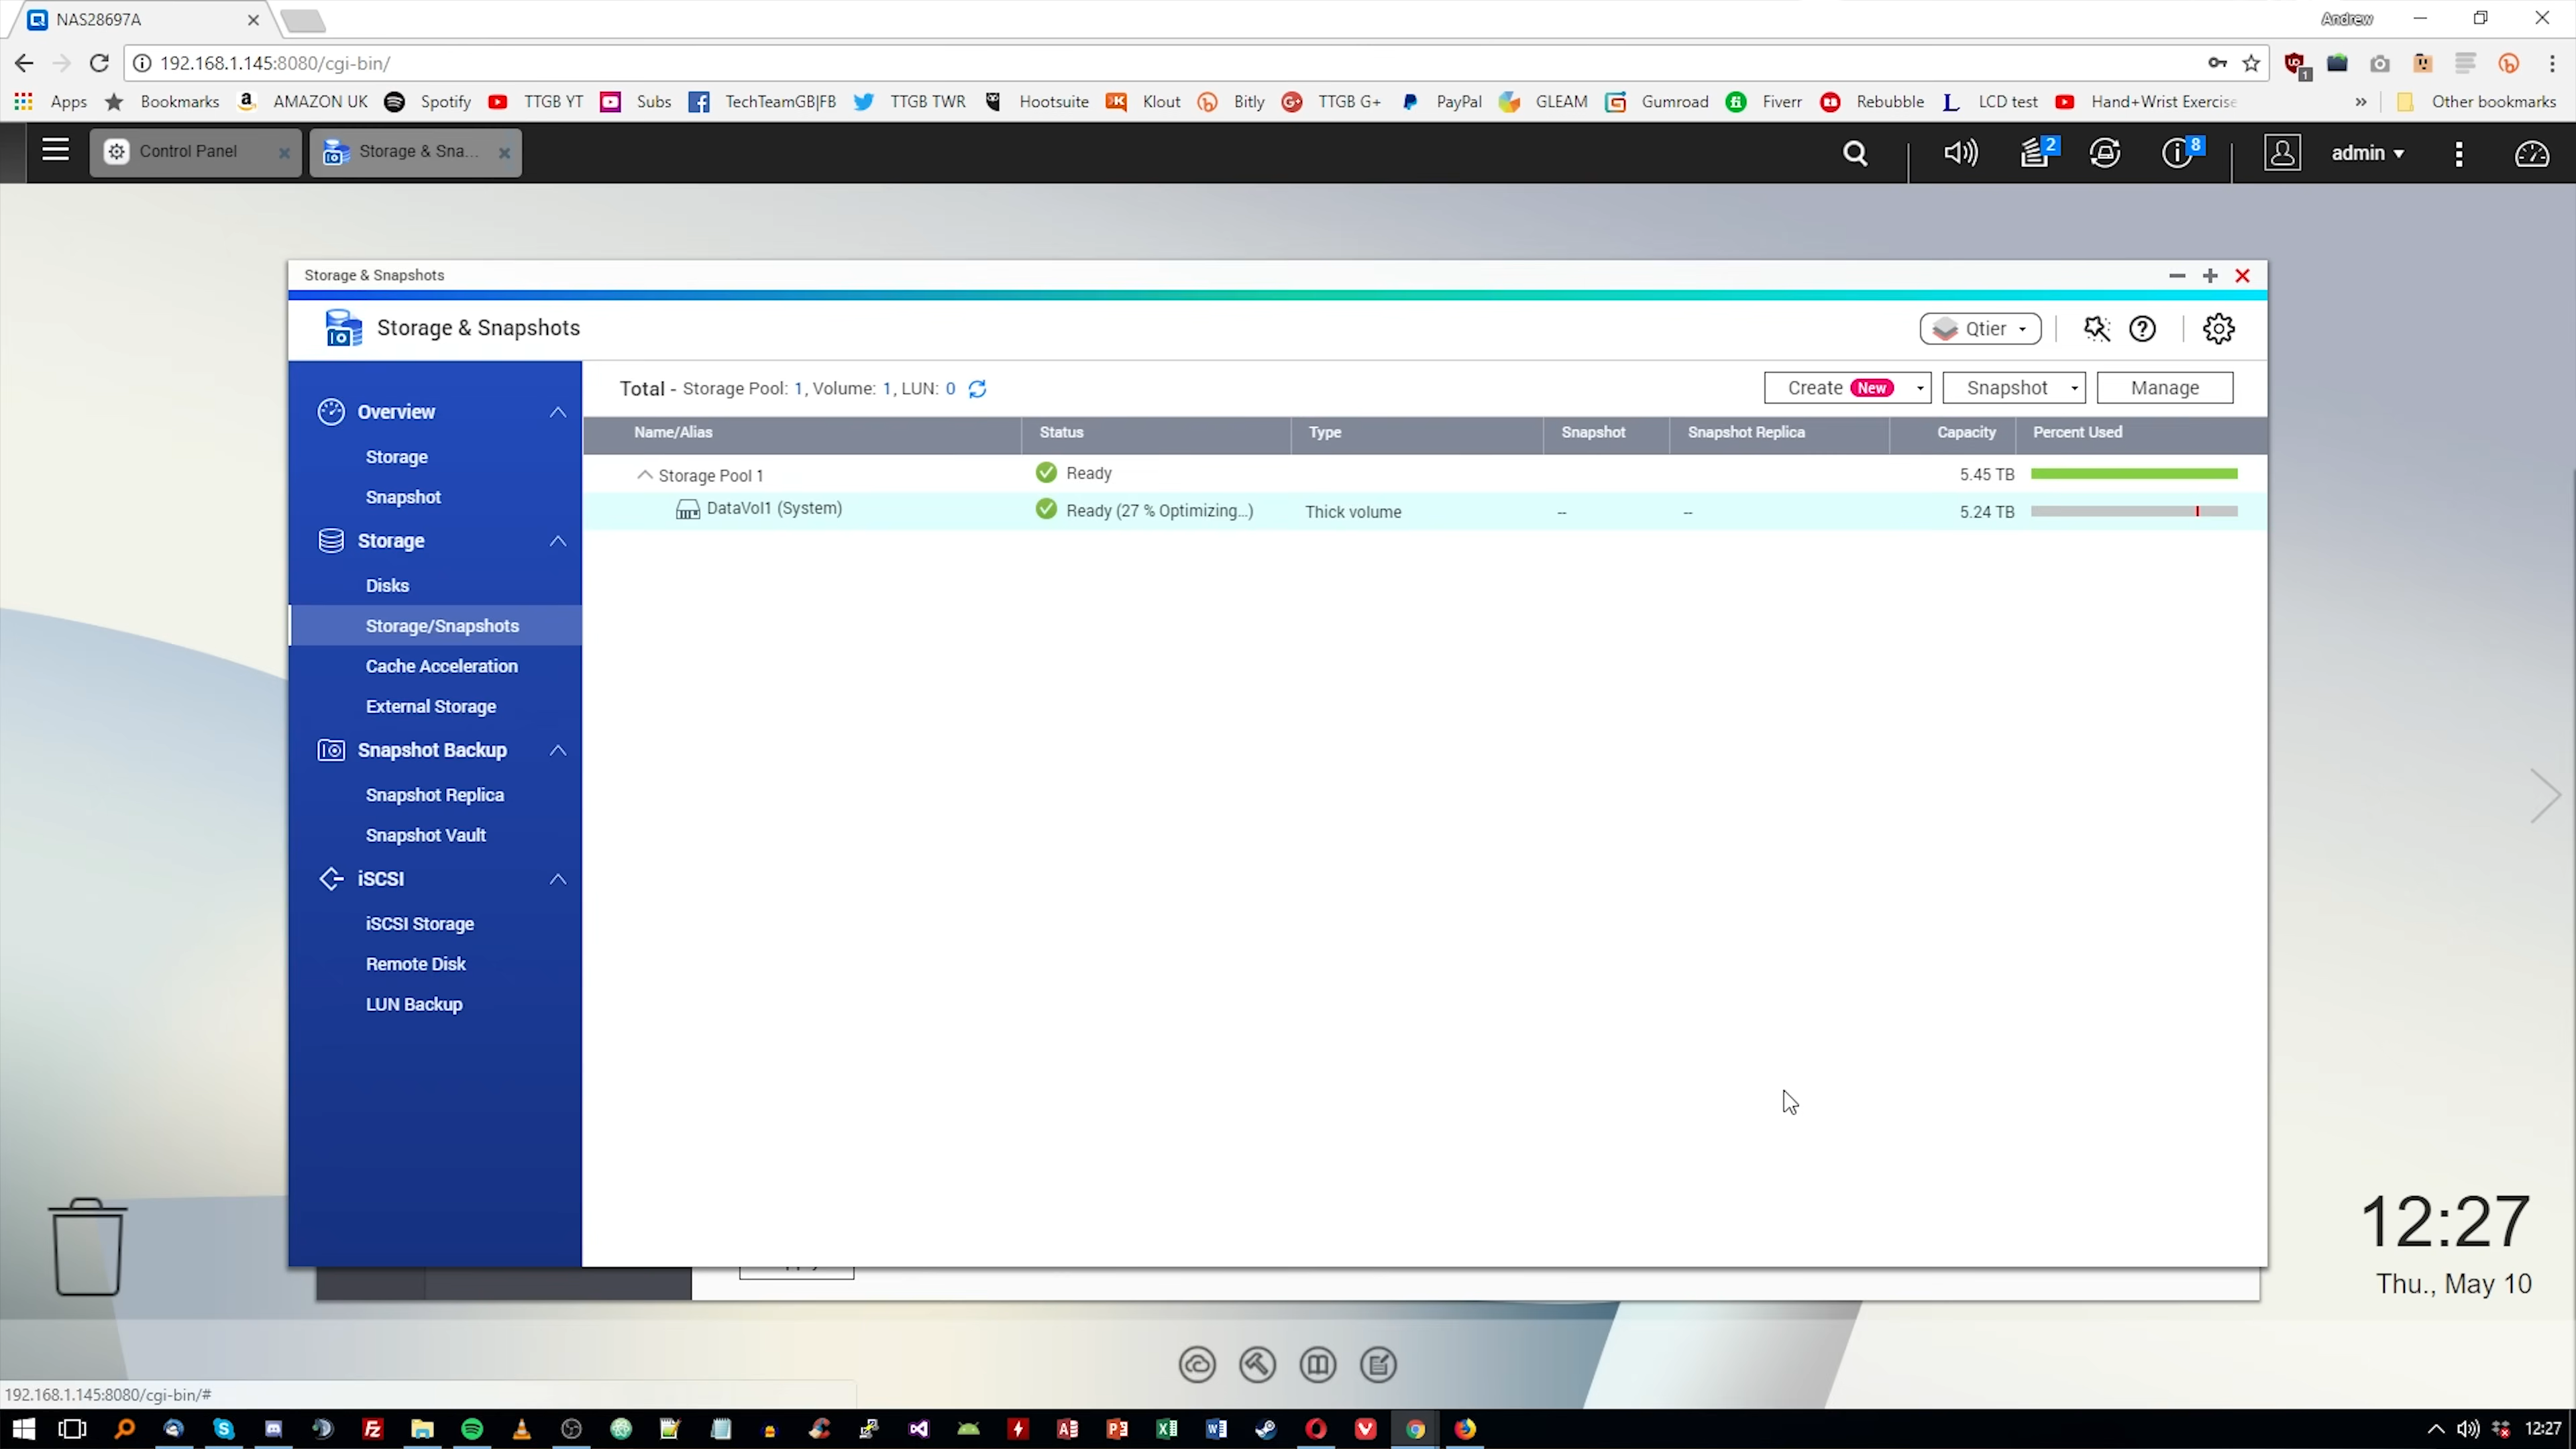 NAS28697A
Andrew
192.168.1.145:8080/cgi-bin/
1
Apps Bookmarks AMAZON UK Spotify TTGB YT Subs TechTeamGB|FB TTGB TWR Hootsuite Klout Bitly TTGB G+ PayPal GLEAM Gumroad Fiverr Rebubble LCD test Hand+Wrist Exercise » Other bookmarks
Control Panel Storage & Sna... 2 8 admin
Storage & Snapshots
Storage & Snapshots Qtier
Total - Storage Pool: 1, Volume: 1, LUN: 0 Create New Snapshot Manage
Name/Alias Status Type Snapshot Snapshot Replica Capacity Percent Used
Storage Pool 1 Ready 5.45 TB
DataVol1 (System) Ready (27 % Optimizing...) Thick volume -- -- 5.24 TB
Overview
Storage
Snapshot
Storage
Disks
Storage/Snapshots
Cache Acceleration
External Storage
Snapshot Backup
Snapshot Replica
Snapshot Vault
iSCSI
iSCSI Storage
Remote Disk
LUN Backup
12:27
Thu., May 10
192.168.1.145:8080/cgi-bin/#
12:27